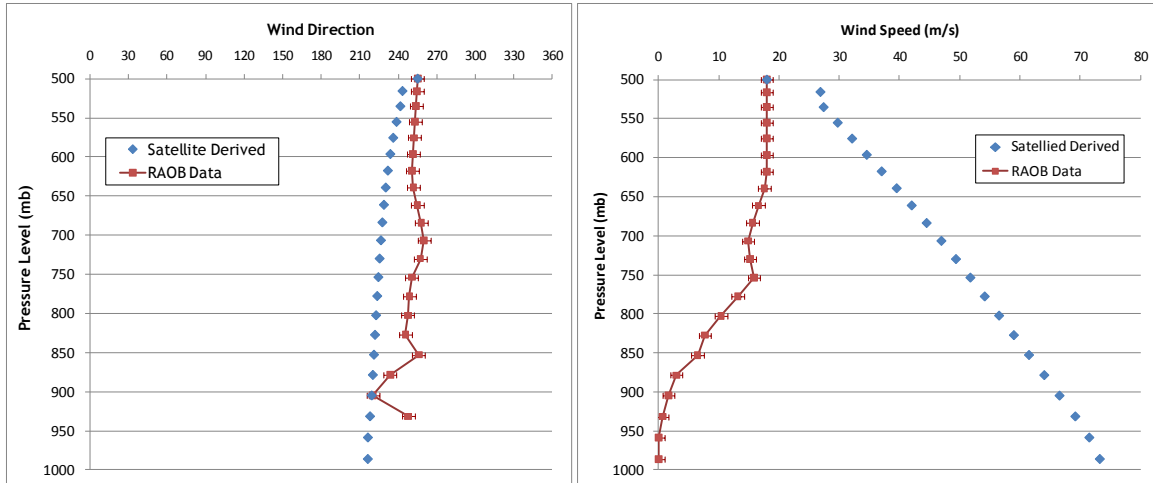 Wind Direction
0 30 60 90 120 150 180 210 240 270 300 330 360
500
550
600
650
700
750
800
850
900
950
1000
Pressure Level (mb)
Satellite Derived
RAOB Data
Wind Speed (m/s)
0 10 20 30 40 50 60 70 80
500
550
600
650
700
750
800
850
900
950
1000
Pressure Level (mb)
Satellied Derived
RAOB Data